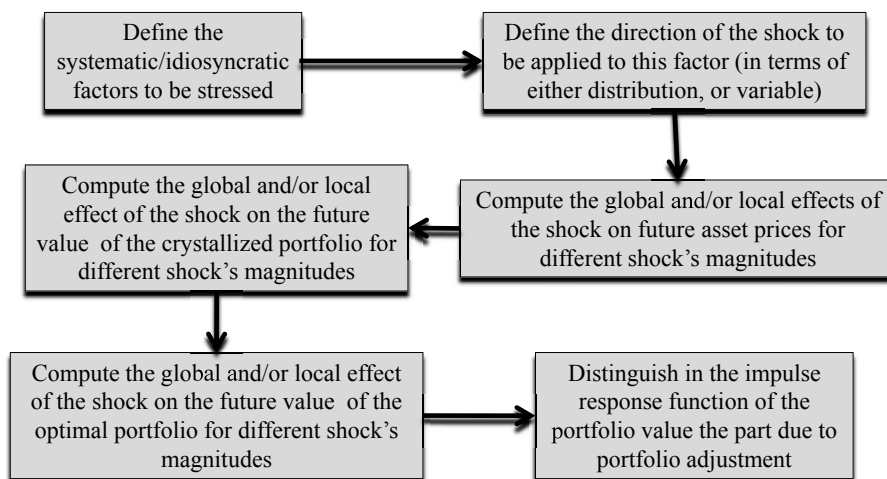 Define the
systematic/idiosyncratic
factors to be stressed
Define the direction of the shock to
be applied to this factor (in terms of
either distribution, or variable)
Compute the global and/or local effects of
the shock on future asset prices for
different shock's magnitudes
Compute the global and/or local
effect of the shock on the future
value of the crystallized portfolio for
different shock's magnitudes
Compute the global and/or local effect
of the shock on the future value of the
optimal portfolio for different shock's
magnitudes
Distinguish in the impulse
response function of the
portfolio value the part due to
portfolio adjustment